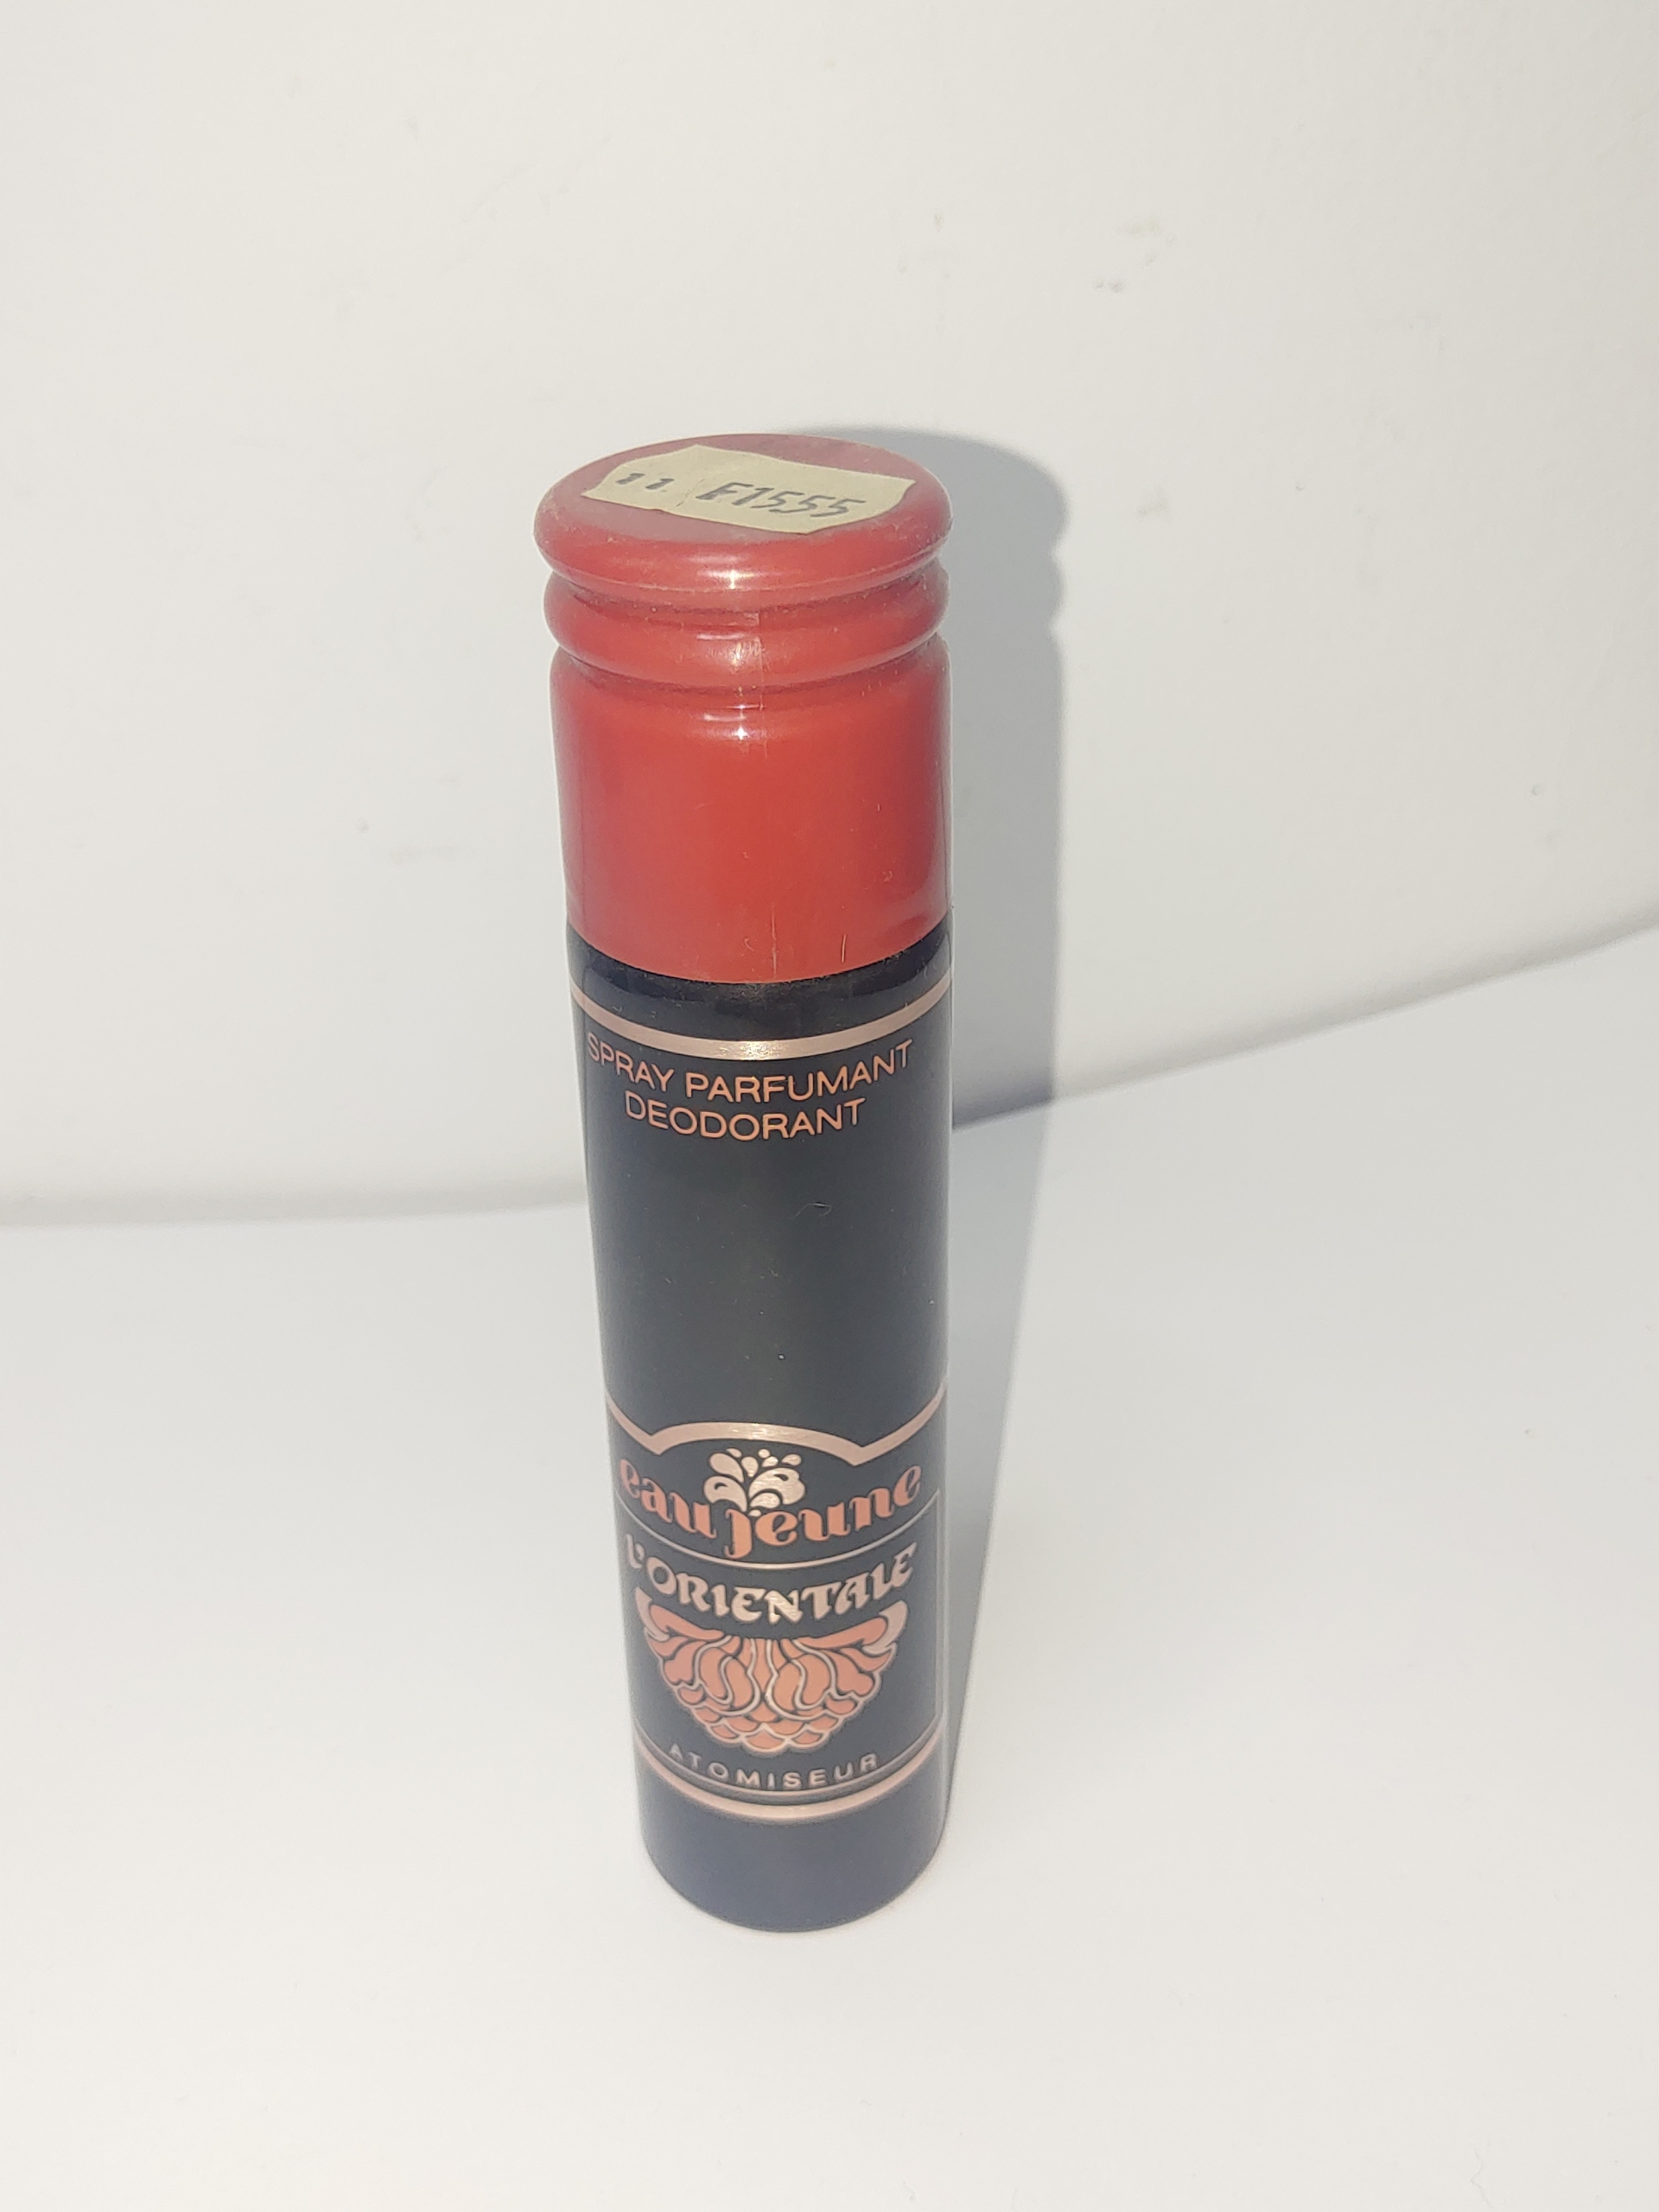 11. F1555
SPRAY PARFUMANT
DEODORANT
eau jeune
L'ORIENTALE
ATOMISEUR